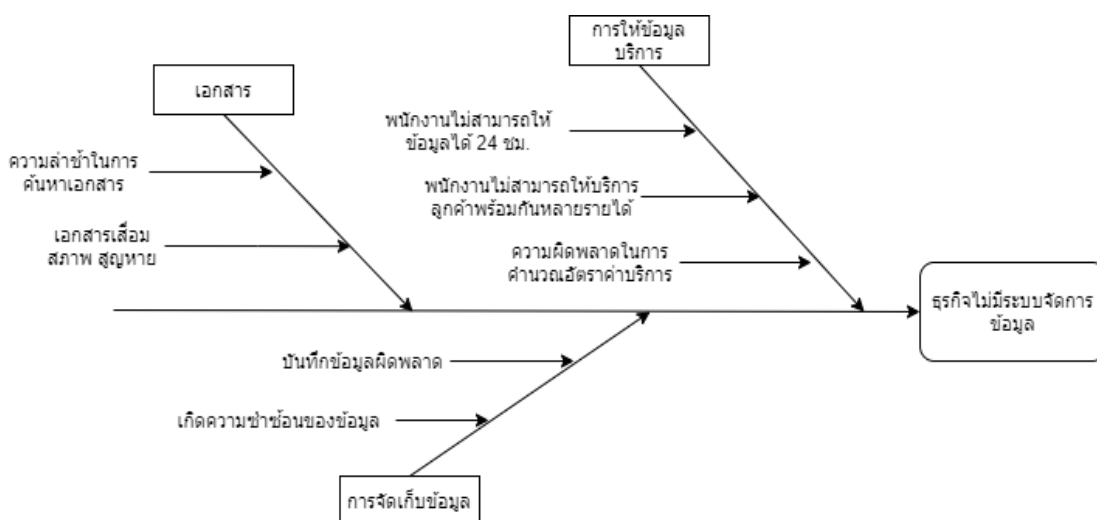 การให้ข้อมูล
บริการ
เอกสาร
พนักงานไม่สามารถให้
ข้อมูลได้ 24 ชม.
ความล่าช้าในการ
ค้นหาเอกสาร
พนักงานไม่สามารถให้บริการ
ลูกค้าพร้อมกันหลายรายได้
เอกสารเสื่อม
สภาพ สูญหาย
ความผิดพลาดในการ
คำนวณอัตราค่าบริการ
ธุรกิจไม่มีระบบจัดการ
ข้อมูล
บันทึกข้อมูลผิดพลาด
เกิดความซ้ำซ้อนของข้อมูล
การจัดเก็บข้อมูล